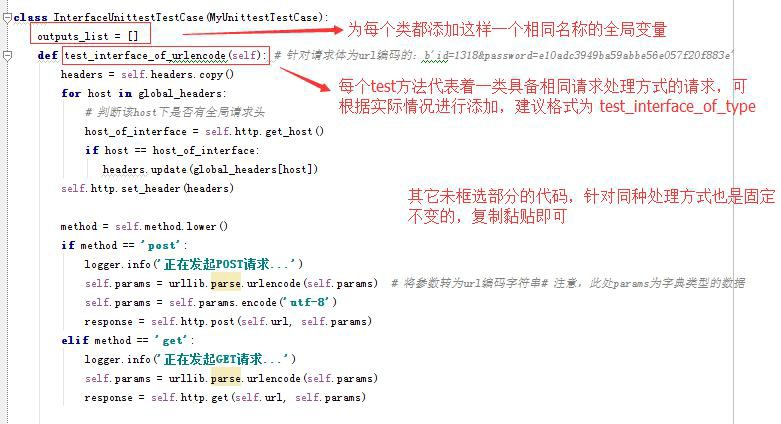 class InterfaceUnittestTestCase(MyUnittestTestCase):
outputs_list = []
为每个类都添加这样一个相同名称的全局变量
def test_interface_of_urlencode(self): # 针对请求体为url编码的：b'id=1318&password=e10adc3949ba59abbe56e057f20f883e'
headers = self.headers.copy()
每个test方法代表着一类具备相同请求处理方式的请求，可
for host in global_headers:
根据实际情况进行添加，建议格式为 test_interface_of_type
# 判断该host下是否有全局请求头
host_of_interface = self.http.get_host()
if host == host_of_interface:
headers.update(global_headers[host])
self.http.set_header(headers)
其它未框选部分的代码，针对同种处理方式也是固定
不变的，复制黏贴即可
method = self.method.lower()
if method == 'post':
logger.info('正在发起POST请求...')
self.params = urllib.parse.urlencode(self.params) # 将参数转为url编码字符串# 注意，此处params为字典类型的数据
self.params = self.params.encode('utf-8')
response = self.http.post(self.url, self.params)
elif method == 'get':
logger.info('正在发起GET请求...')
self.params = urllib.parse.urlencode(self.params)
response = self.http.get(self.url, self.params)